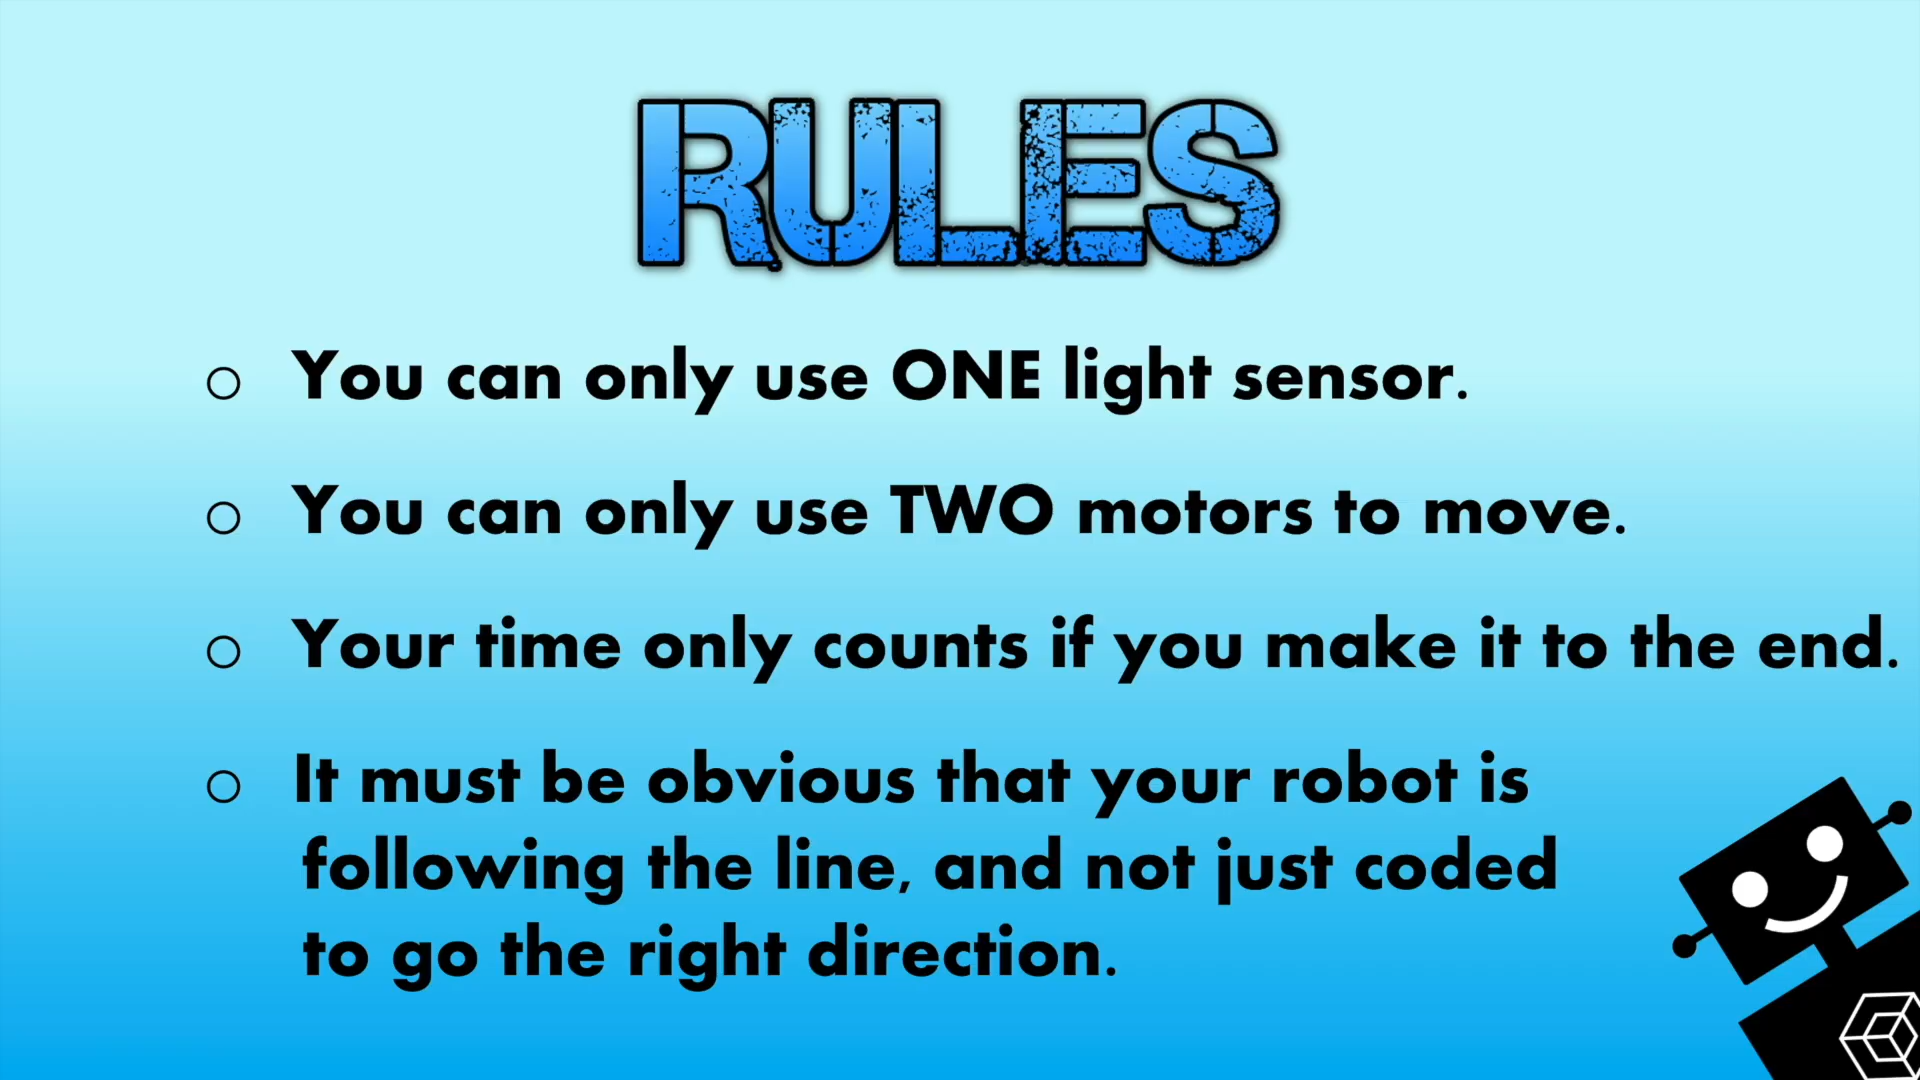 RULES
o You can only use ONE light sensor.
o You can only use TWO motors to move.
o Your time only counts if you make it to the end.
o It must be obvious that your robot is
following the line, and not just coded
to go the right direction.